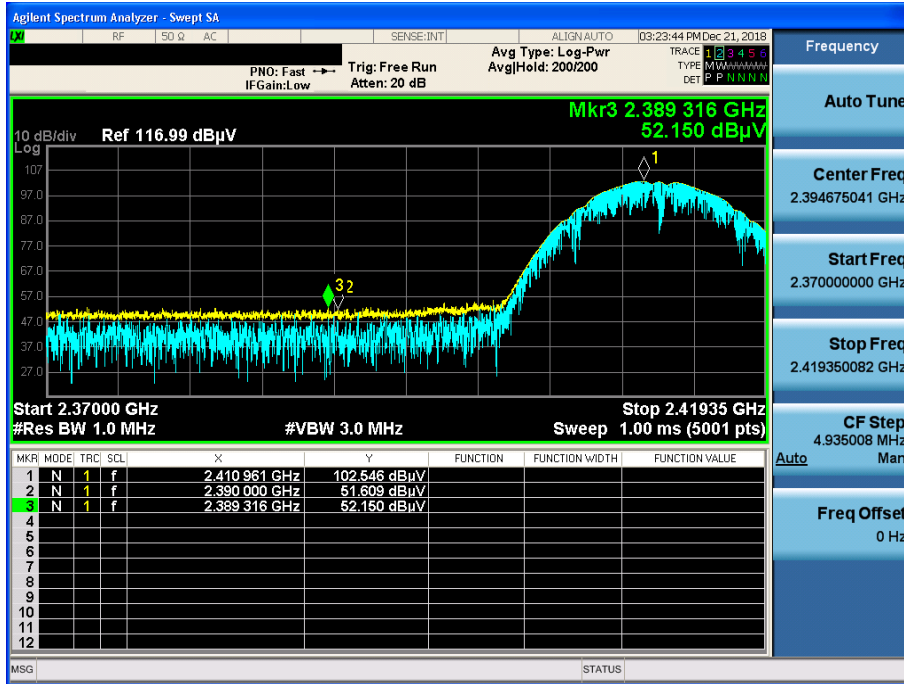 Agilent Spectrum Analyzer - Swept SA
LXI RF 50 Ω AC SENSE:INT ALIGN AUTO 03:23:44 PM Dec 21, 2018
PNO: Fast Trig: Free Run Avg Type: Log-Pwr TRACE 1 2 3 4 5 6
IFGain:Low Atten: 20 dB Avg|Hold: 200/200 TYPE M W W W W W
DET P P N N N N
Mkr3 2.389 316 GHz
52.150 dBµV
10 dB/div Ref 116.99 dBµV
Log
107
97.0
87.0
77.0
67.0
57.0
47.0
37.0
27.0
1
3 2
Start 2.37000 GHz Stop 2.41935 GHz
#Res BW 1.0 MHz #VBW 3.0 MHz Sweep 1.00 ms (5001 pts)
MKR MODE TRC SCL X Y FUNCTION FUNCTION WIDTH FUNCTION VALUE
1 N 1 f 2.410 961 GHz 102.546 dBµV
2 N 1 f 2.390 000 GHz 51.609 dBµV
3 N 1 f 2.389 316 GHz 52.150 dBµV
4
5
6
7
8
9
10
11
12
MSG STATUS
Frequency
Auto Tune
Center Freq
2.394675041 GHz
Start Freq
2.370000000 GHz
Stop Freq
2.419350082 GHz
CF Step
4.935008 MHz
Auto Man
Freq Offset
0 Hz